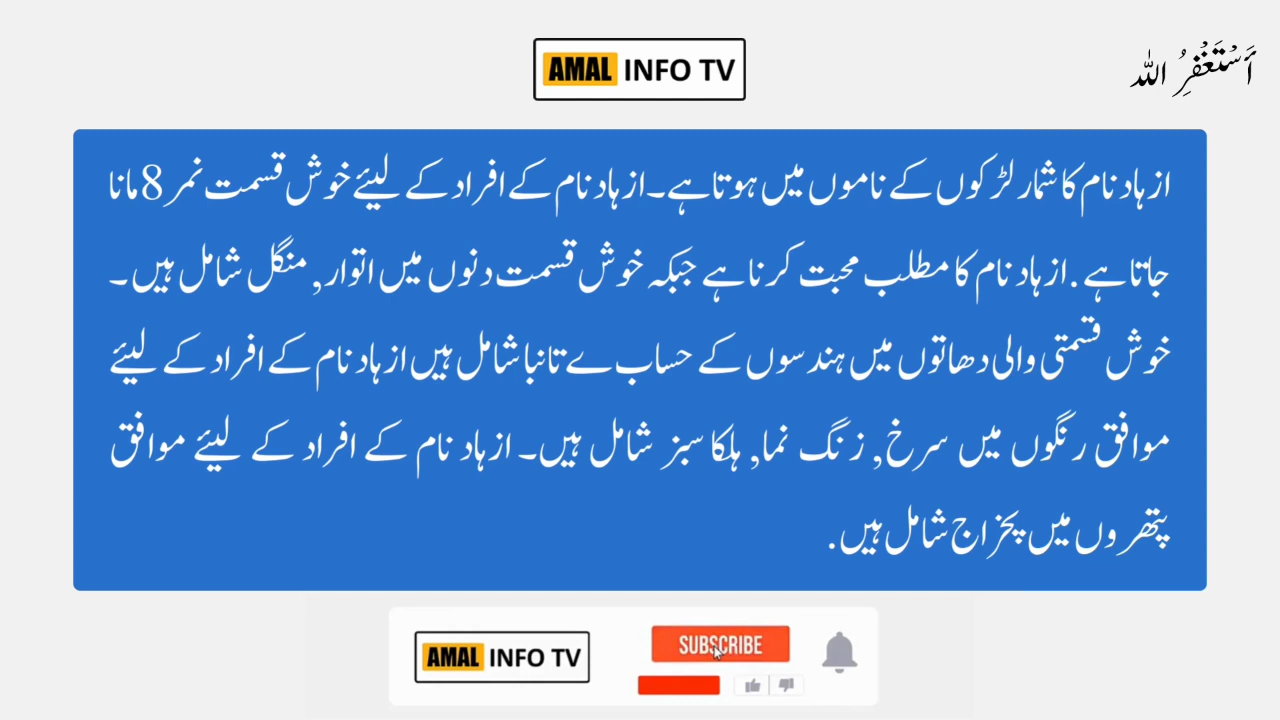 AMAL INFO TV
أَسْتَغْفِرُ اللہ
ازہاد نام کا شمار لڑکوں کے ناموں میں ہوتا ہے۔ ازہاد نام کے افراد کے لیئے خوش قسمت نمر 8 مانا
جاتا ہے . ازہاد نام کا مطلب محبت کرنا ہے جبکہ خوش قسمت دنوں میں اتوار, منگل شامل ہیں۔
خوش قسمتی والی دھاتوں میں ہندسوں کے حساب ے تانبا شامل ہیں ازہاد نام کے افراد کے لیئے
موافق رنگوں میں سرخ, زنگ نما, ہلکا سبز شامل ہیں۔ ازہاد نام کے افراد کے لیئے موافق
پتھروں میں پخراج شامل ہیں.
AMAL INFO TV
SUBSCRIBE